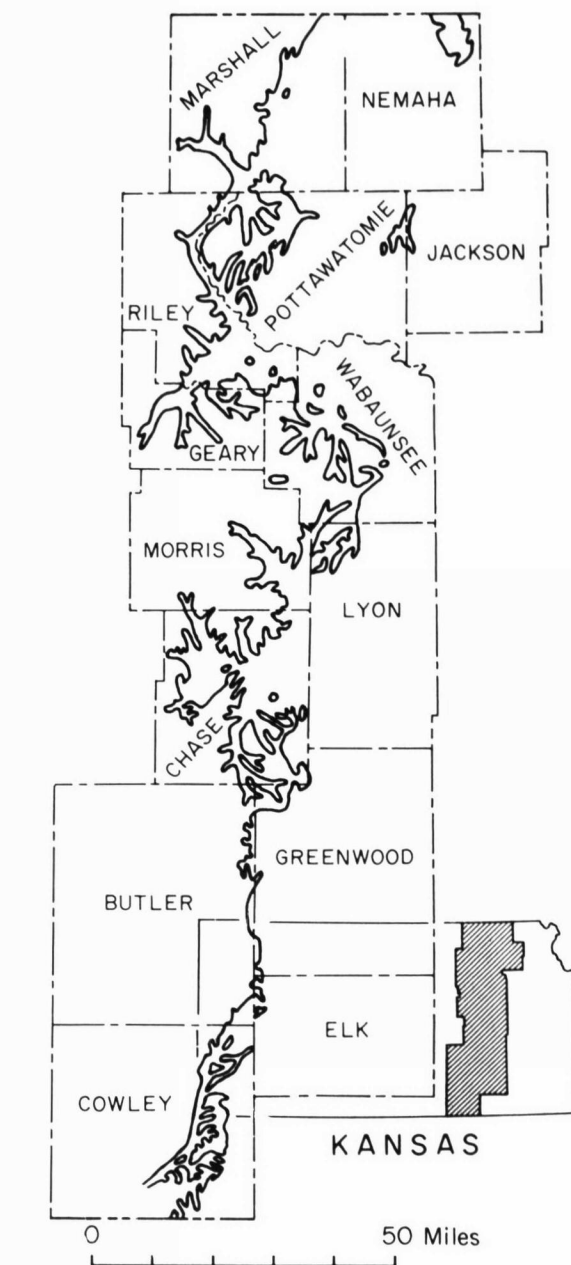 MARSHALL
NEMAHA
JACKSON
POTTAWATOMIE
RILEY
WABAUNSEE
GEARY
MORRIS
LYON
CHASE
GREENWOOD
BUTLER
ELK
COWLEY
KANSAS
0 50 Miles